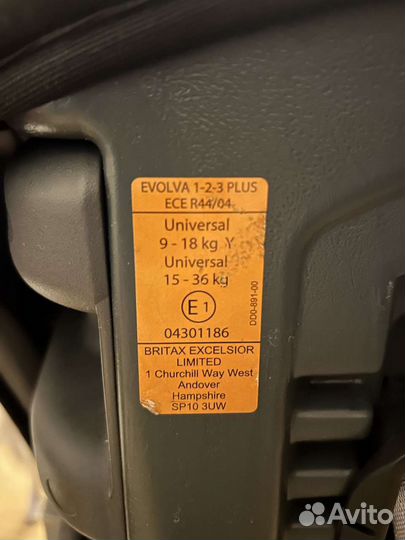 EVOLVA 1-2-3 PLUS
ECE R44/04
Universal
9 - 18 kg Y
Universal
15 - 36 kg
E1
04301186
DD0-891-00
BRITAX EXCELSIOR
LIMITED
1 Churchill Way West
Andover
Hampshire
SP10 3UW
Avito